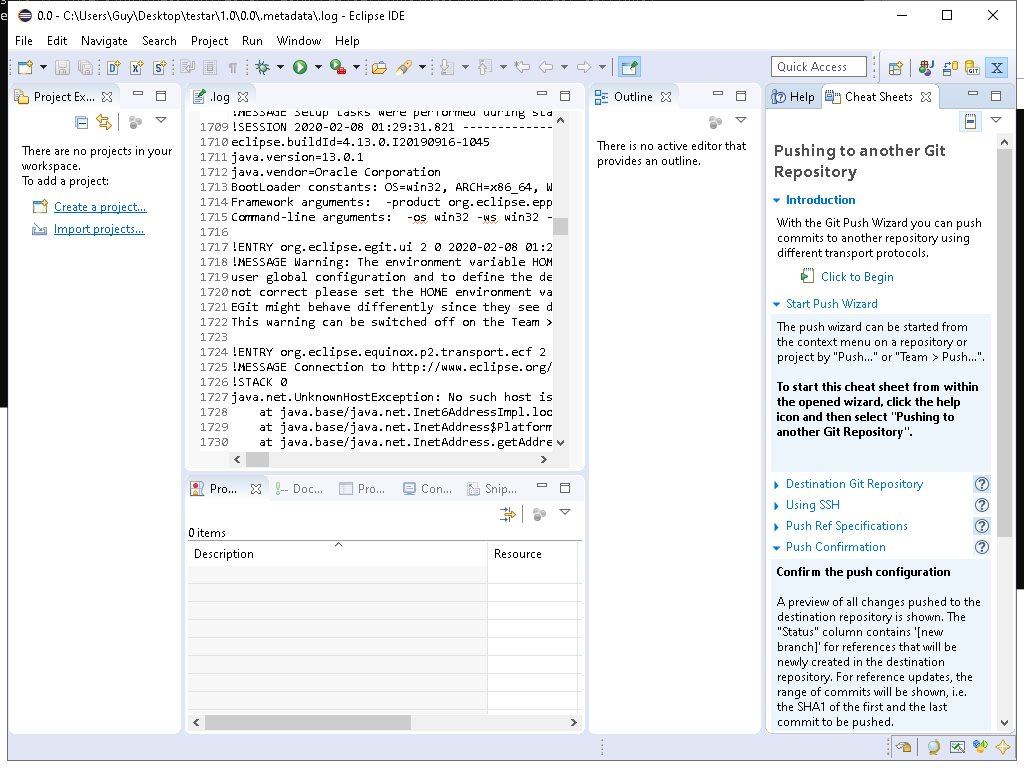 0.0 - C:\Users\Guy\Desktop\testar\1.0\0.0\.metadata\.log - Eclipse IDE
File Edit Navigate Search Project Run Window Help
Quick Access
Project Ex...
There are no projects in your
workspace.
To add a project:
Create a project...
Import projects...
.log
!MESSAGE Setup tasks were performed during sta
1709 !SESSION 2020-02-08 01:29:31.821 --------------
1710 eclipse.buildId=4.13.0.I20190916-1045
1711 java.version=13.0.1
1712 java.vendor=Oracle Corporation
1713 BootLoader constants: OS=win32, ARCH=x86_64, W
1714 Framework arguments:  -product org.eclipse.epp
1715 Command-line arguments:  -os win32 -ws win32 -
1716
1717 !ENTRY org.eclipse.egit.ui 2 0 2020-02-08 01:2
1718 !MESSAGE Warning: The environment variable HOM
1719 user global configuration and to define the de
1720 not correct please set the HOME environment va
1721 EGit might behave differently since they see d
1722 This warning can be switched off on the Team >
1723
1724 !ENTRY org.eclipse.equinox.p2.transport.ecf 2
1725 !MESSAGE Connection to http://www.eclipse.org/
1726 !STACK 0
1727 java.net.UnknownHostException: No such host is
1728 at java.base/java.net.Inet6AddressImpl.loo
1729 at java.base/java.net.InetAddress$Platform
1730 at java.base/java.net.InetAddress.getAddre
Pro... Doc... Pro... Con... Snip...
0 items
Description Resource
Outline
There is no active editor that
provides an outline.
Help Cheat Sheets
Pushing to another Git
Repository
Introduction
With the Git Push Wizard you can push
commits to another repository using
different transport protocols.
Click to Begin
Start Push Wizard
The push wizard can be started from
the context menu on a repository or
project by "Push..." or "Team > Push...".
To start this cheat sheet from within
the opened wizard, click the help
icon and then select "Pushing to
another Git Repository".
Destination Git Repository
Using SSH
Push Ref Specifications
Push Confirmation
Confirm the push configuration
A preview of all changes pushed to the
destination repository is shown. The
"Status" column contains '[new
branch]' for references that will be
newly created in the destination
repository. For reference updates, the
range of commits will be shown, i.e.
the SHA1 of the first and the last
commit to be pushed.